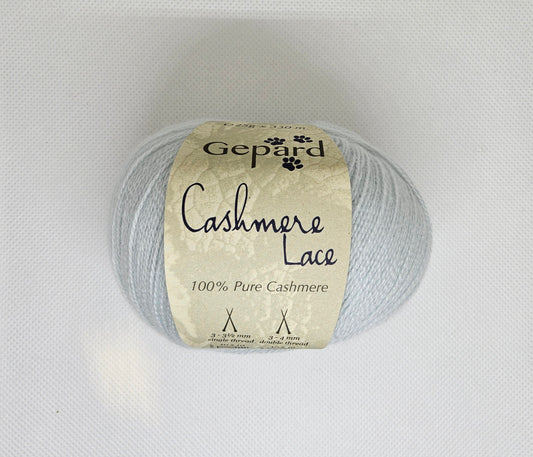 Gepard
Cashmere
Lace
100% Pure Cashmere
3 - 3½ mm 3 - 4 mm
single thread double thread